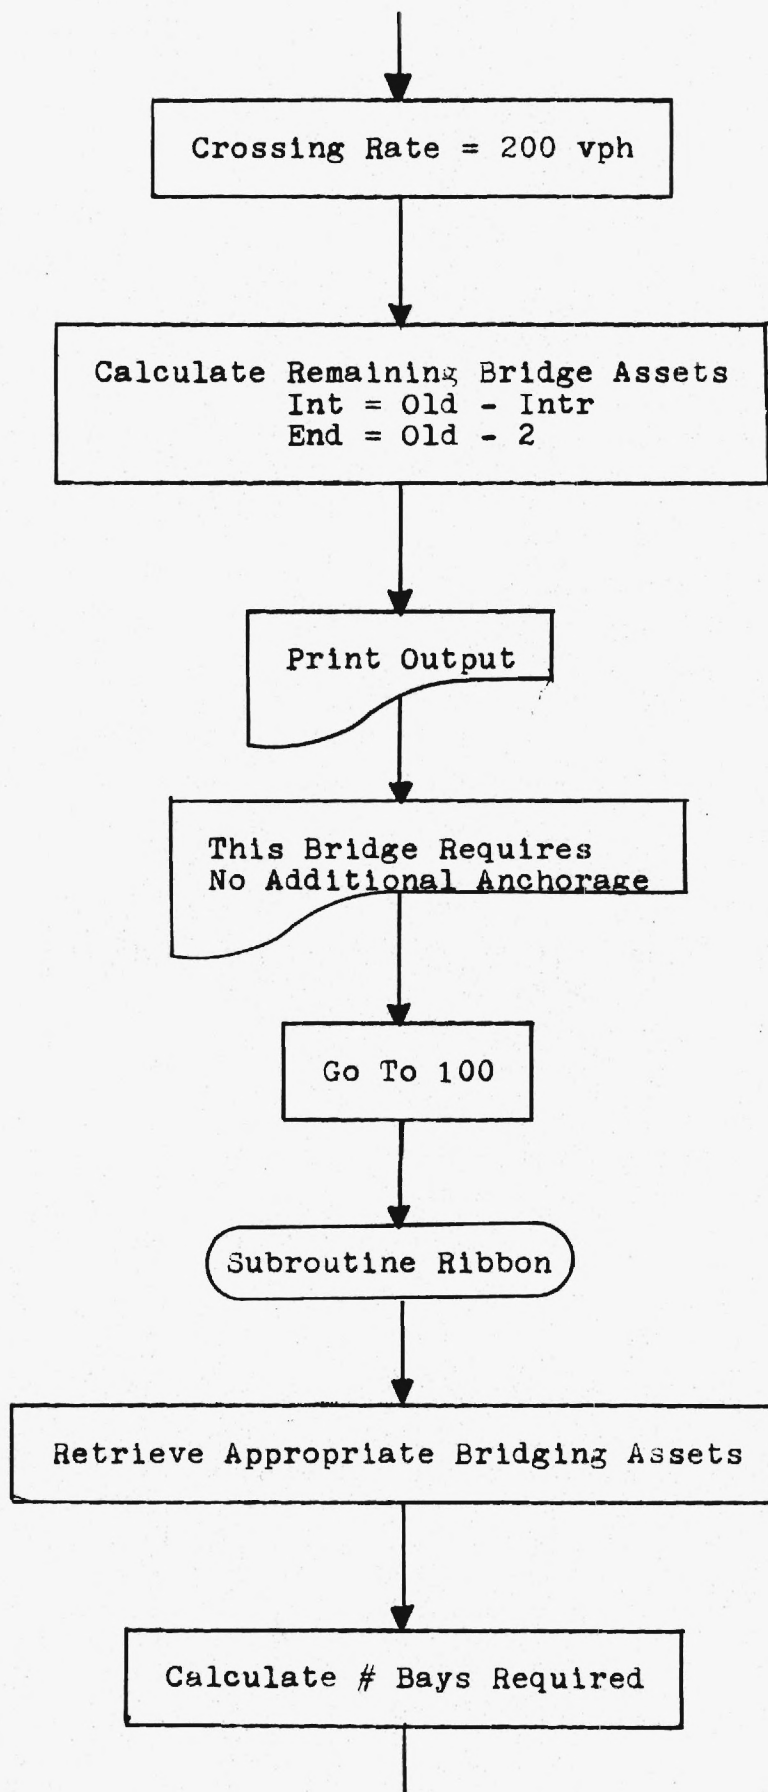 Crossing Rate = 200 vph
Calculate Remaining Bridge Assets
Int = Old - Intr
End = Old - 2
Print Output
This Bridge Requires
No Additional Anchorage
Go To 100
Subroutine Ribbon
Retrieve Appropriate Bridging Assets
Calculate # Bays Required